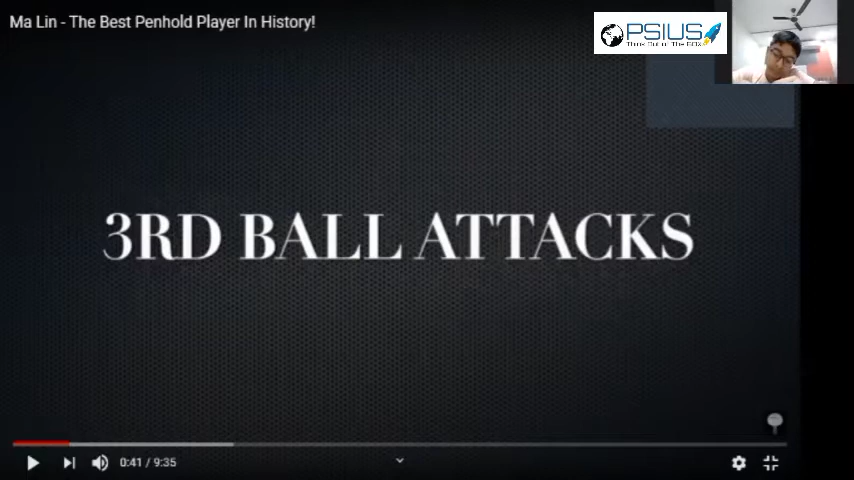 Ma Lin - The Best Penhold Player In History!
PSIUS
Think Out of The BOX
3RD BALL ATTACKS
0:41 / 9:35